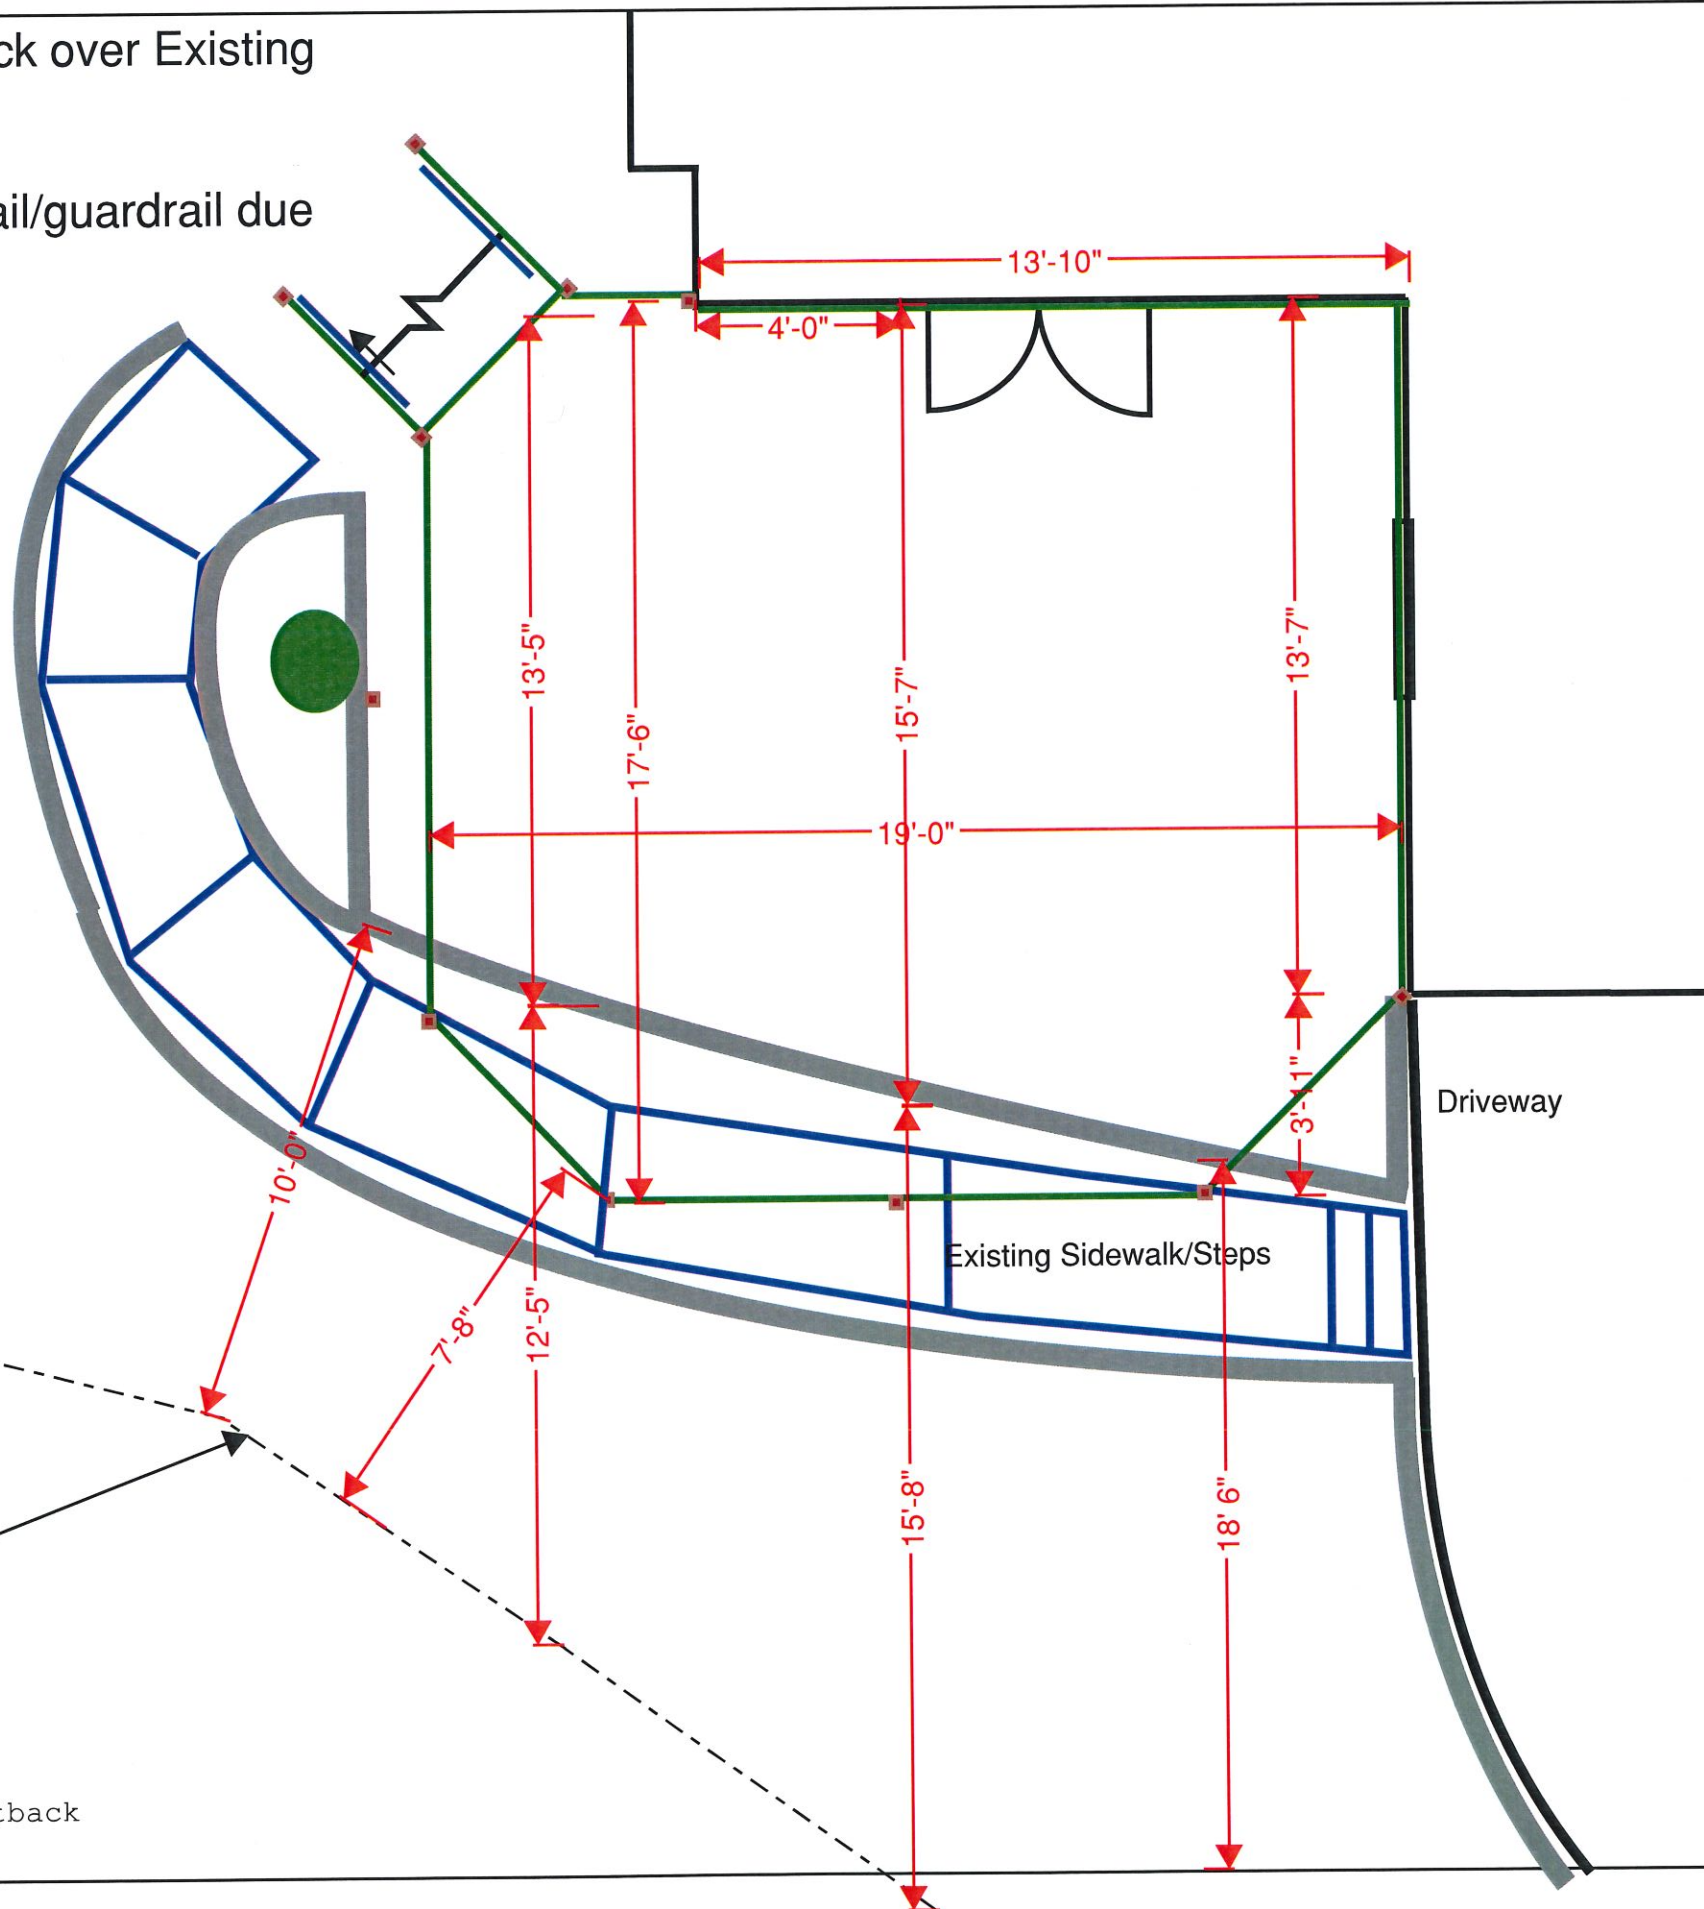 ck over Existing
ail/guardrail due
13'-10"
4'-0"
13'-5"
17'-6"
15'-7"
13'-7"
19'-0"
3'-11"
Driveway
10'-0"
Existing Sidewalk/Steps
7'-8"
12'-5"
15'-8"
18' 6"
tback